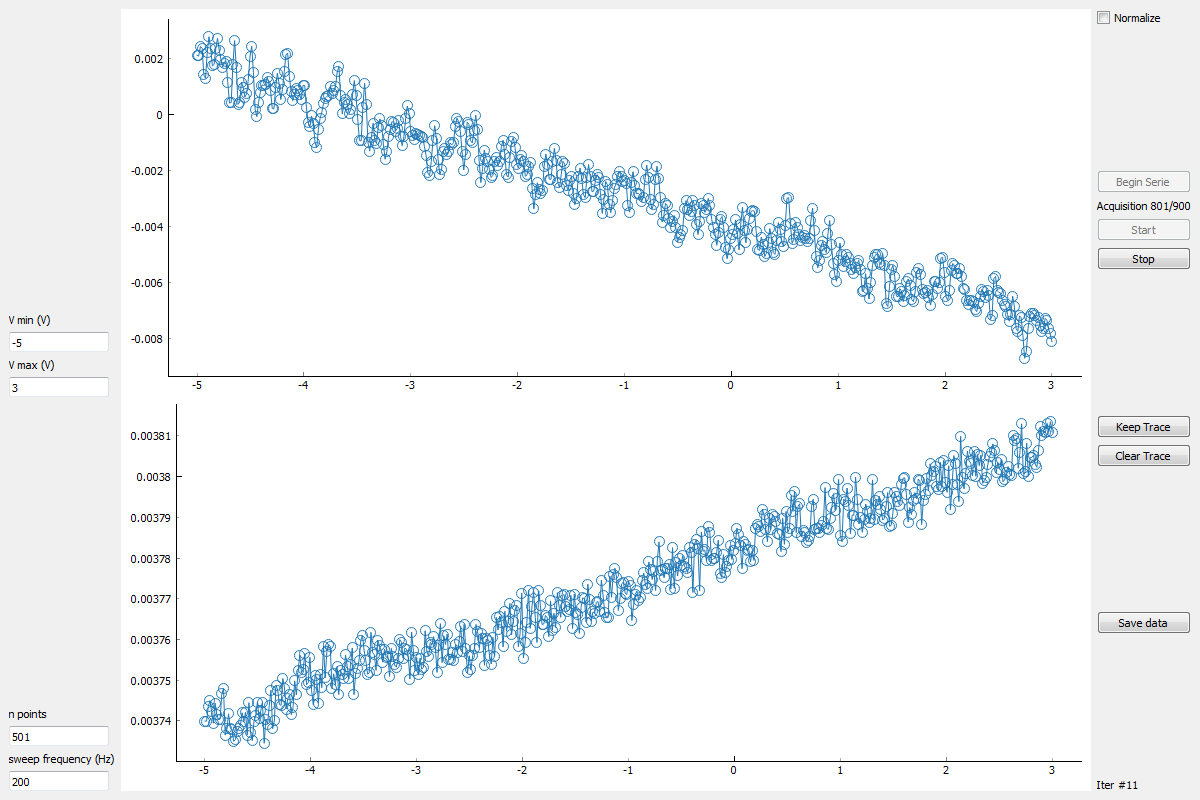 Normalize
0.002
0
-0.002
-0.004
-0.006
-0.008
-5 -4 -3 -2 -1 0 1 2 3
Begin Serie
Acquisition 801/900
Start
Stop
V min (V)
-5
V max (V)
3
0.00381
0.0038
0.00379
0.00378
0.00377
0.00376
0.00375
0.00374
-5 -4 -3 -2 -1 0 1 2 3
Keep Trace
Clear Trace
Save data
n points
501
sweep frequency (Hz)
200
Iter #11